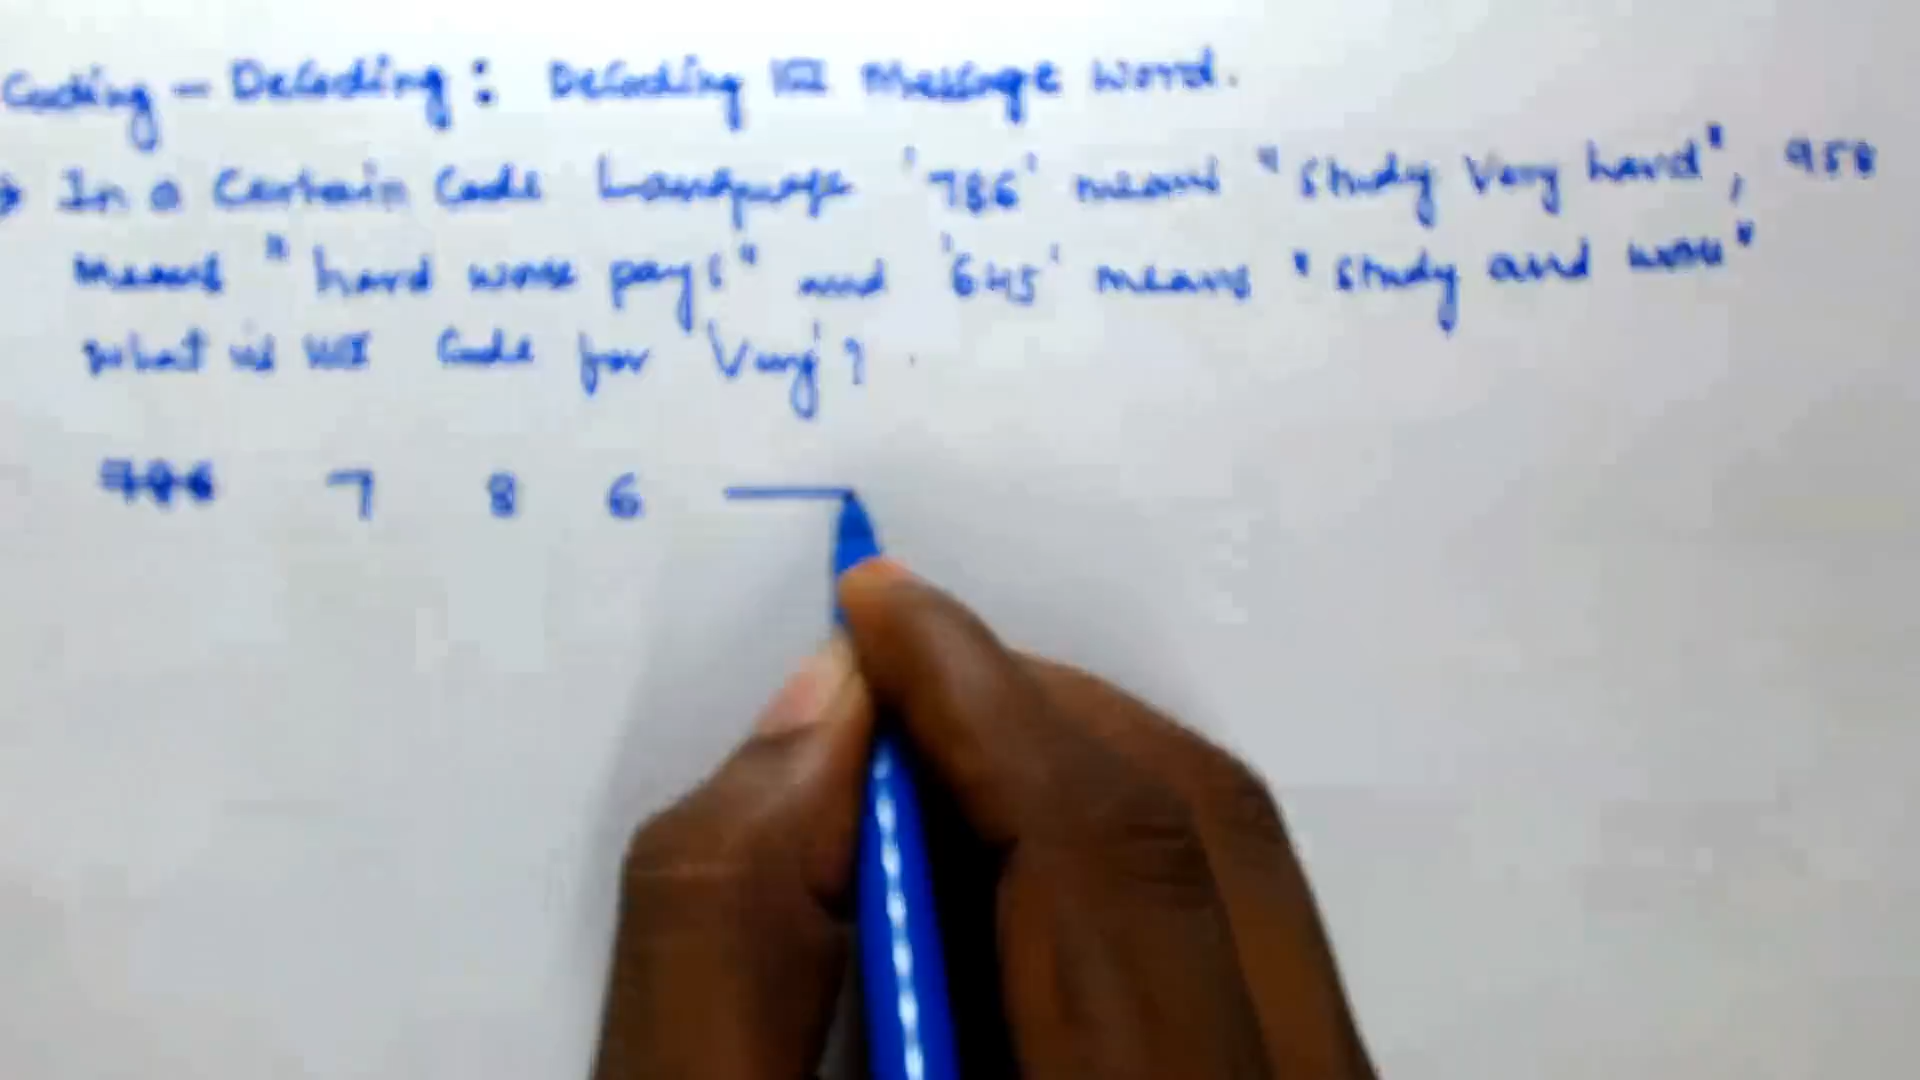 Coding - Decoding: Decoding the Message Word.
In a Certain Code Language '786' means "Study Very hard", 958
means "hard work pays" and '645' means "Study and work"
what is the Code for 'Very'?
786 7 8 6